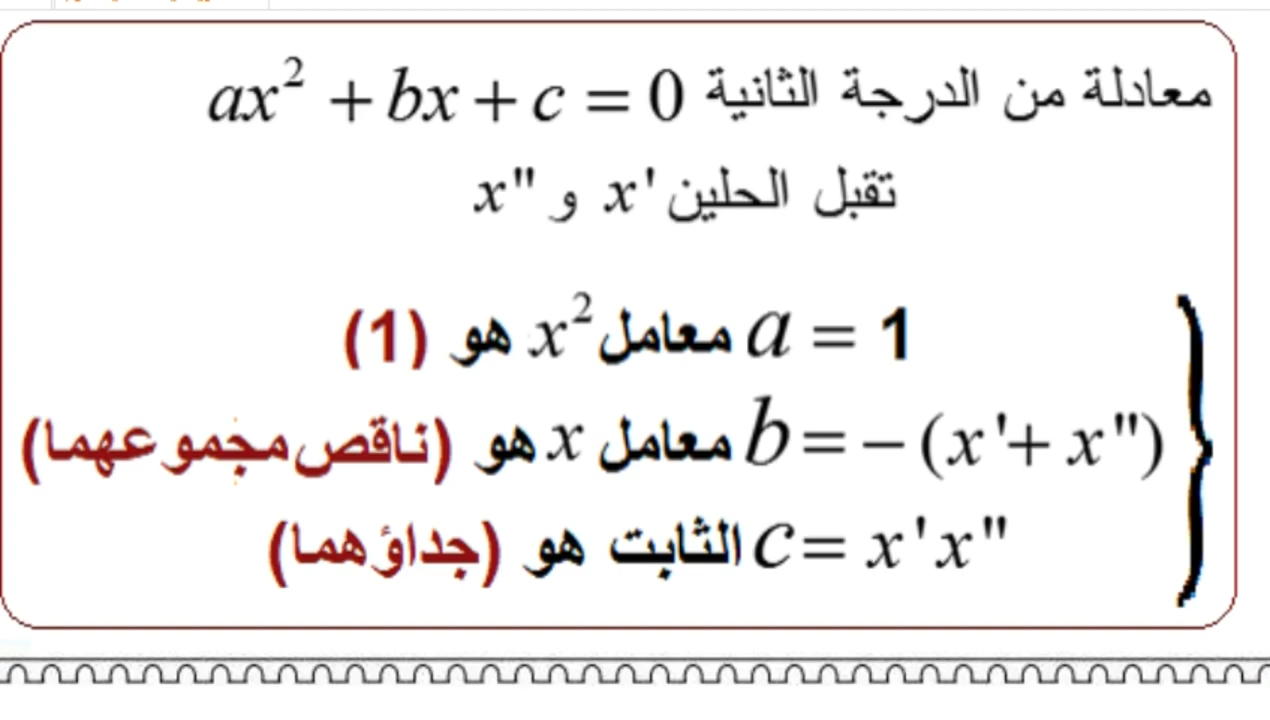 معادلة من الدرجة الثانية ax² + bx + c = 0
تقبل الحلين x' و x"
a = 1 معامل x² هو (1)
b = − (x'+ x") معامل x هو (ناقص مجموعهما)
c = x'x" الثابت هو (جداؤهما)